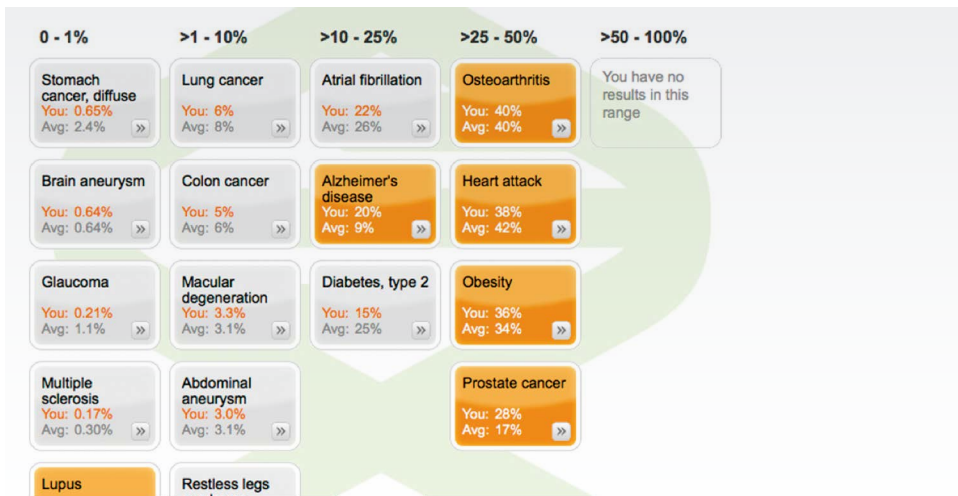 0 - 1%
>1 - 10%
>10 - 25%
>25 - 50%
>50 - 100%
Stomach
cancer, diffuse
You: 0.65%
Avg: 2.4%
Lung cancer
You: 6%
Avg: 8%
Atrial fibrillation
You: 22%
Avg: 26%
Osteoarthritis
You: 40%
Avg: 40%
You have no
results in this
range
Brain aneurysm
You: 0.64%
Avg: 0.64%
Colon cancer
You: 5%
Avg: 6%
Alzheimer's
disease
You: 20%
Avg: 9%
Heart attack
You: 38%
Avg: 42%
Glaucoma
You: 0.21%
Avg: 1.1%
Macular
degeneration
You: 3.3%
Avg: 3.1%
Diabetes, type 2
You: 15%
Avg: 25%
Obesity
You: 36%
Avg: 34%
Multiple
sclerosis
You: 0.17%
Avg: 0.30%
Abdominal
aneurysm
You: 3.0%
Avg: 3.1%
Prostate cancer
You: 28%
Avg: 17%
Lupus
Restless legs